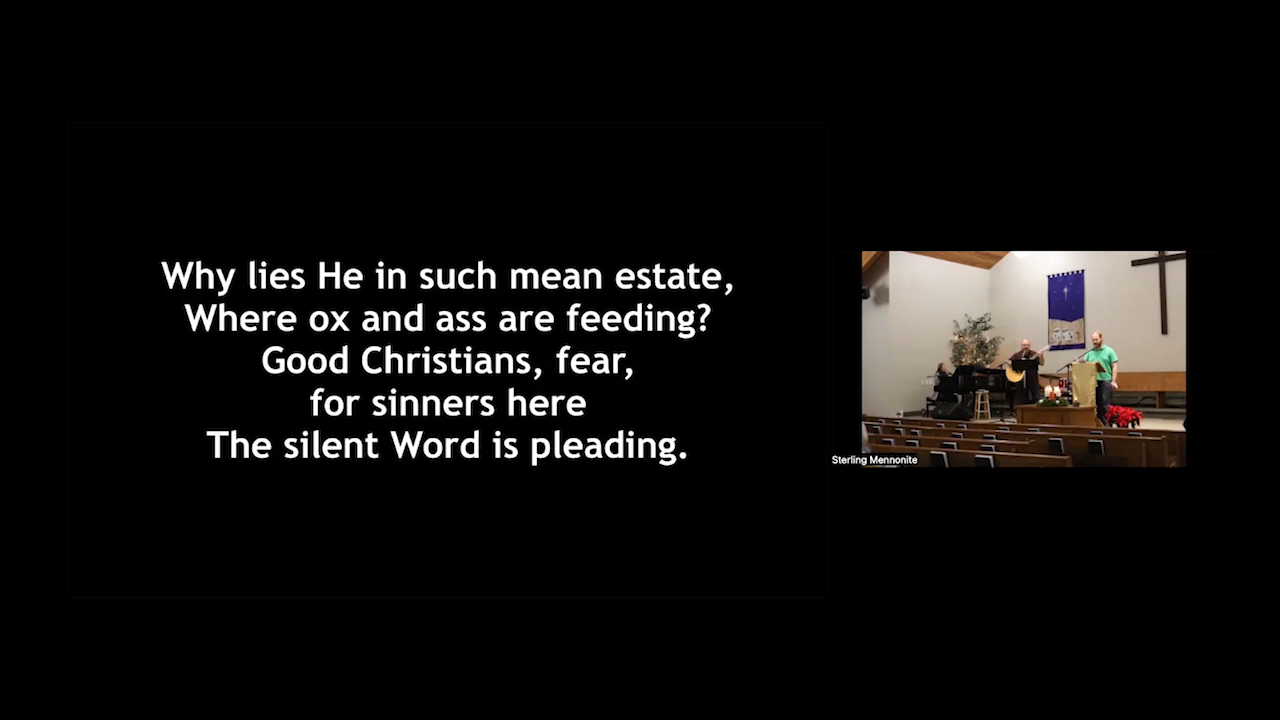 Why lies He in such mean estate,
Where ox and ass are feeding?
Good Christians, fear,
for sinners here
The silent Word is pleading.
Sterling Mennonite